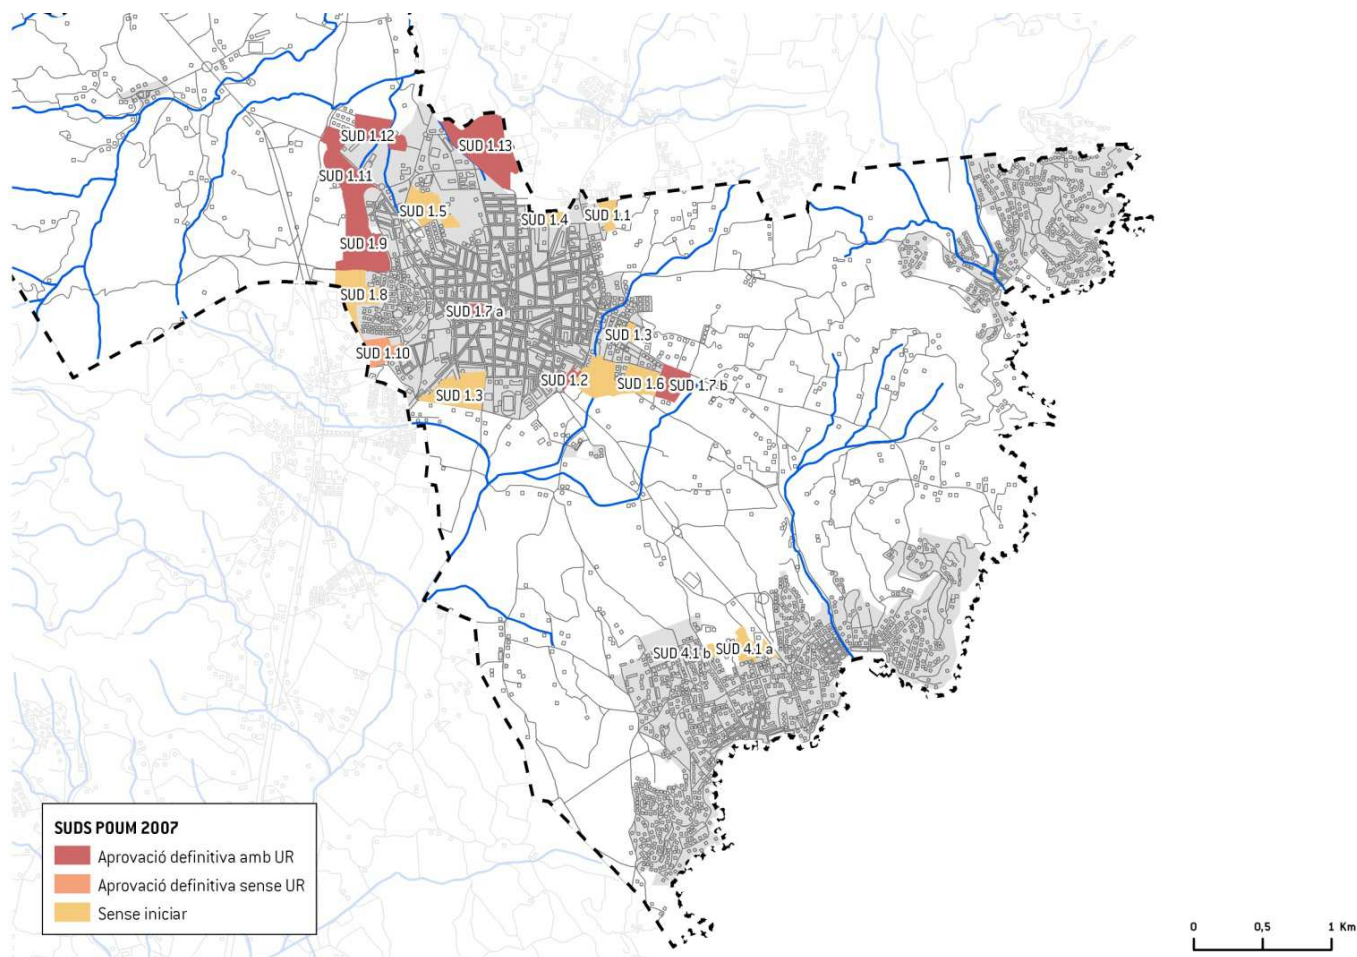 SUD 1.12
SUD 1.13
SUD 1.11
SUD 1.5
SUD 1.4
SUD 1.1
SUD 1.9
SUD 1.8
SUD 1.7 a
SUD 1.3
SUD 1.10
SUD 1.2
SUD 1.6
SUD 1.7 b
SUD 1.3
SUD 4.1 b
SUD 4.1 a
SUDS POUM 2007
Aprovació definitiva amb UR
Aprovació definitiva sense UR
Sense iniciar
0 0,5 1 Km